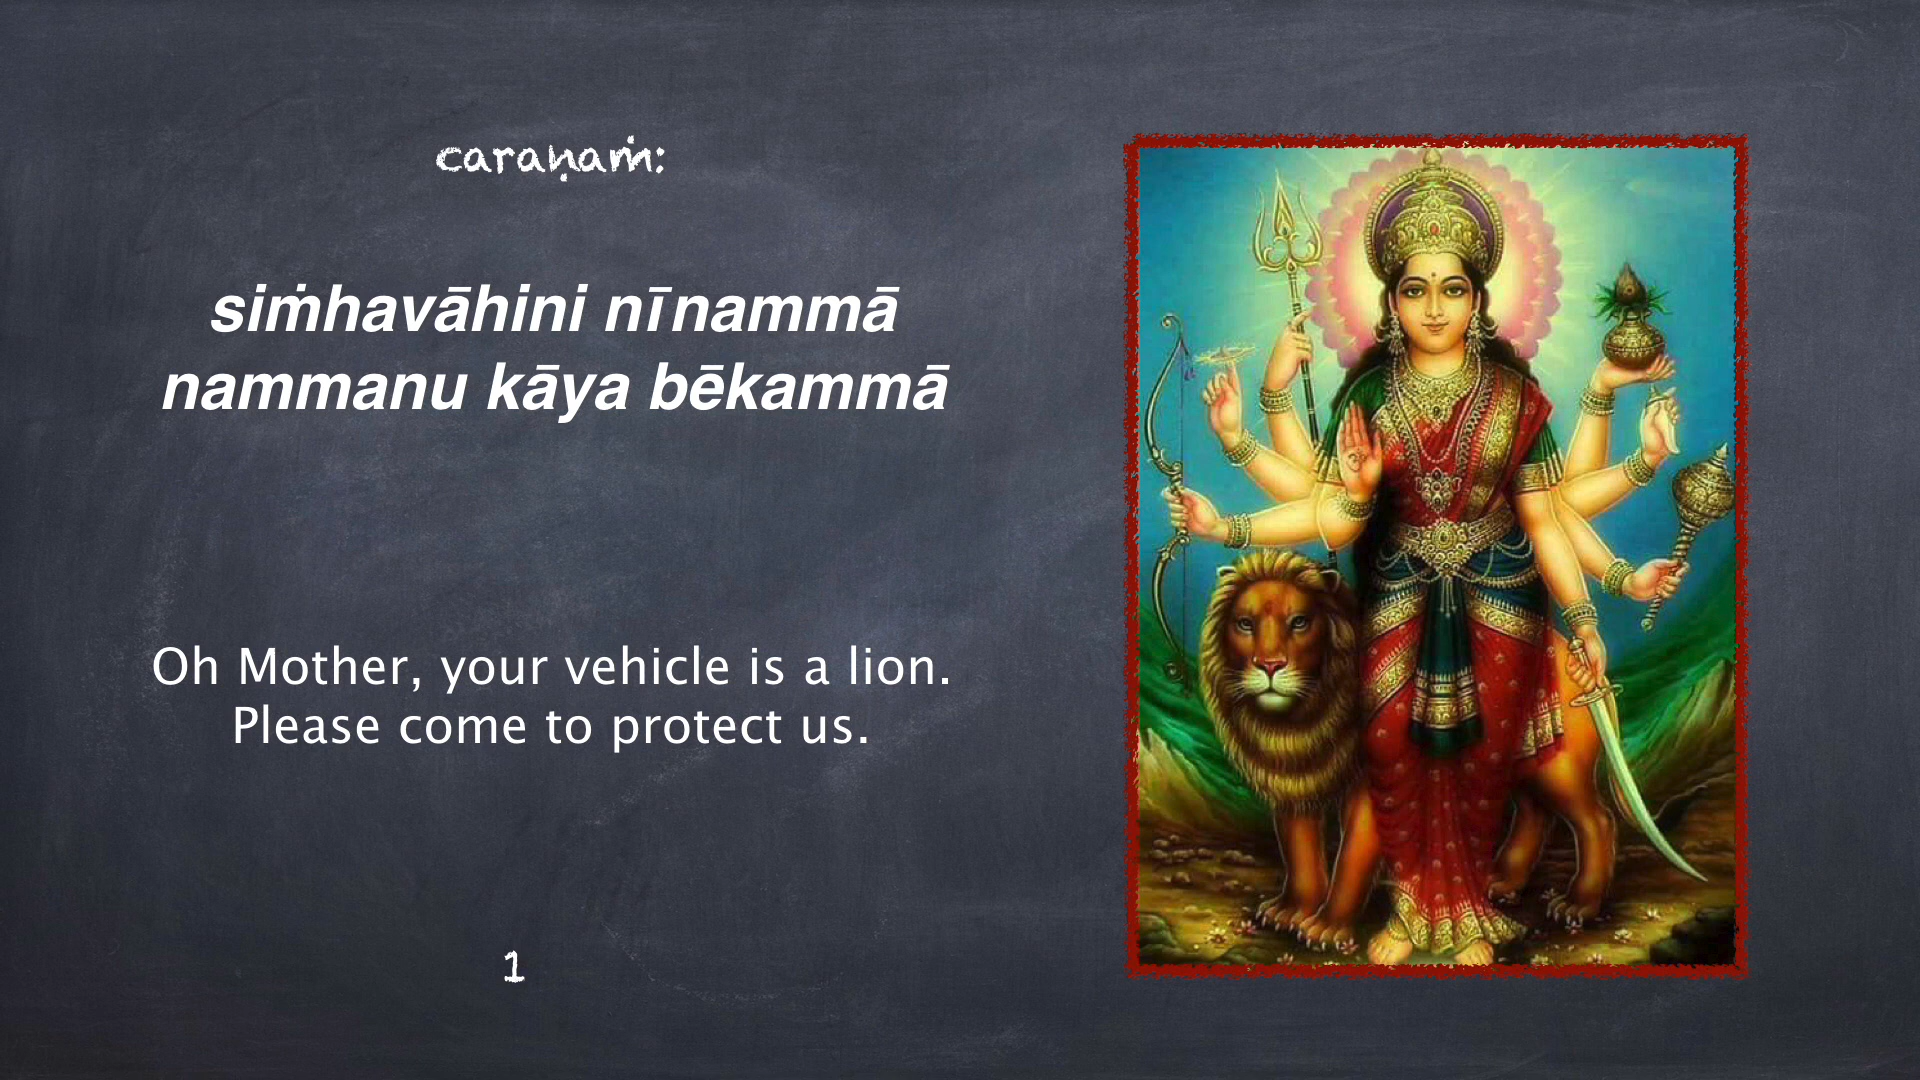 caraṇaṁ:
siṁhavāhini nīnammā
nammanu kāya bēkammā
Oh Mother, your vehicle is a lion.
Please come to protect us.
1